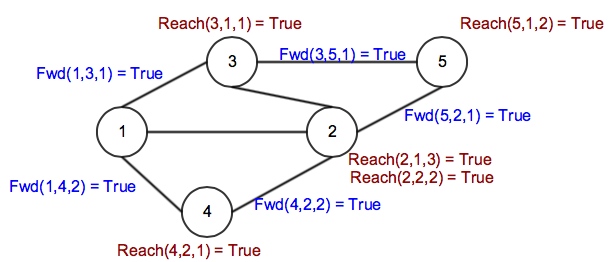 Reach(3,1,1) = True
Reach(5,1,2) = True
Fwd(3,5,1) = True
3
5
Fwd(1,3,1) = True
Fwd(5,2,1) = True
1
2
Reach(2,1,3) = True
Reach(2,2,2) = True
Fwd(1,4,2) = True
Fwd(4,2,2) = True
4
Reach(4,2,1) = True